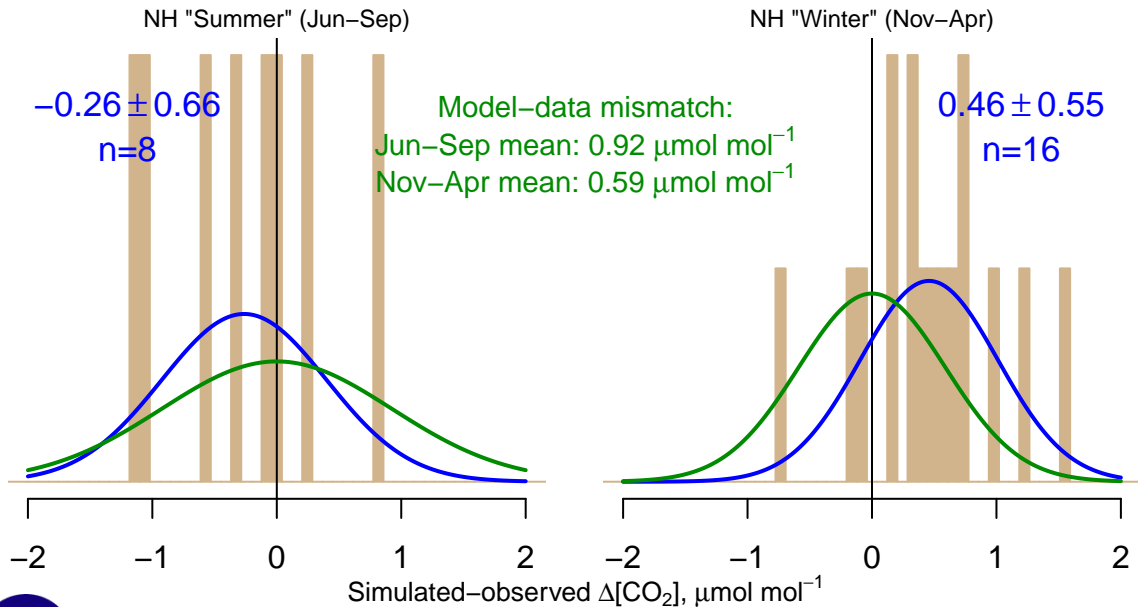 NH "Summer" (Jun−Sep)
−0.26 ± 0.66
n=8
Model−data mismatch:
Jun−Sep mean: 0.92 μmol mol⁻¹
Nov−Apr mean: 0.59 μmol mol⁻¹
NH "Winter" (Nov−Apr)
0.46 ± 0.55
n=16
−2 −1 0 1 2
−2 −1 0 1 2
Simulated−observed Δ[CO₂], μmol mol⁻¹